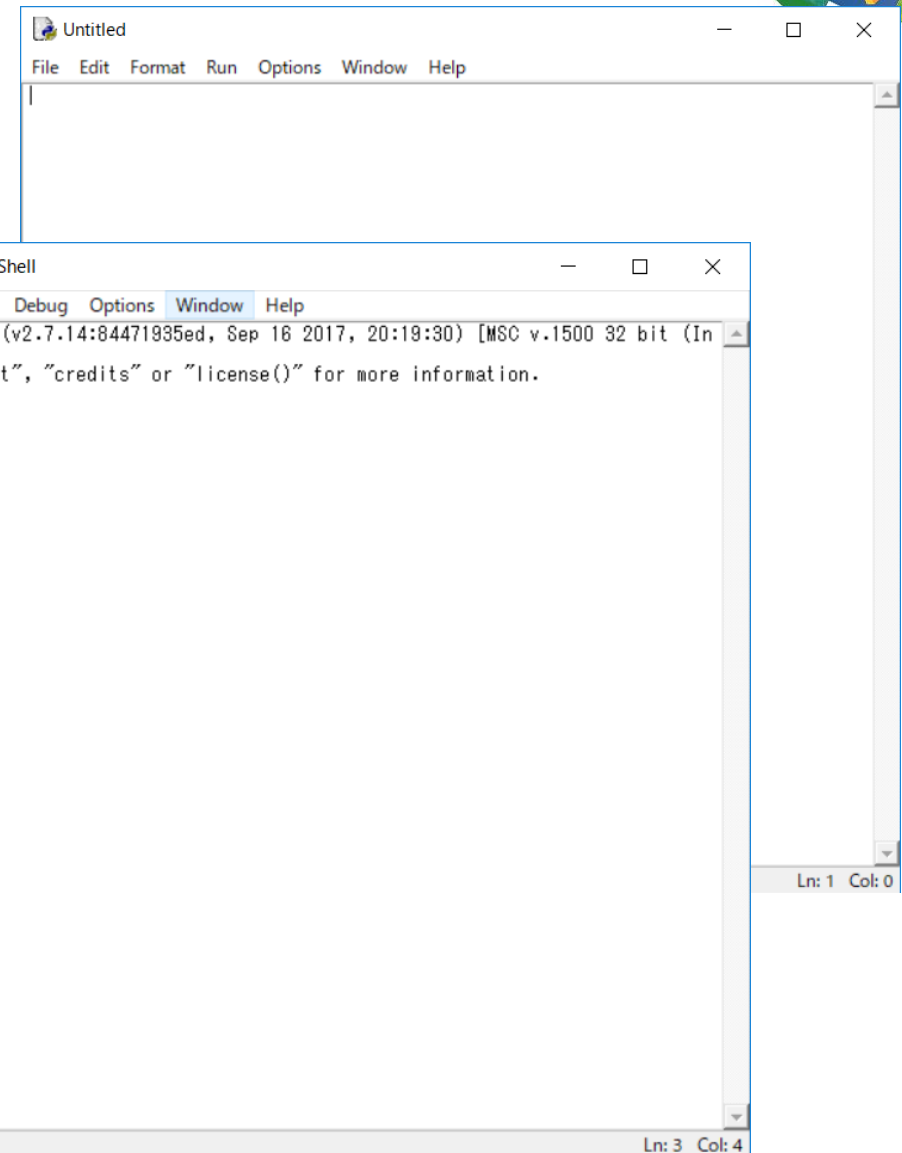 Untitled
File Edit Format Run Options Window Help
Shell
Debug Options Window Help
(v2.7.14:84471935ed, Sep 16 2017, 20:19:30) [MSC v.1500 32 bit (In
t", "credits" or "license()" for more information.
Ln: 1 Col: 0
Ln: 3 Col: 4